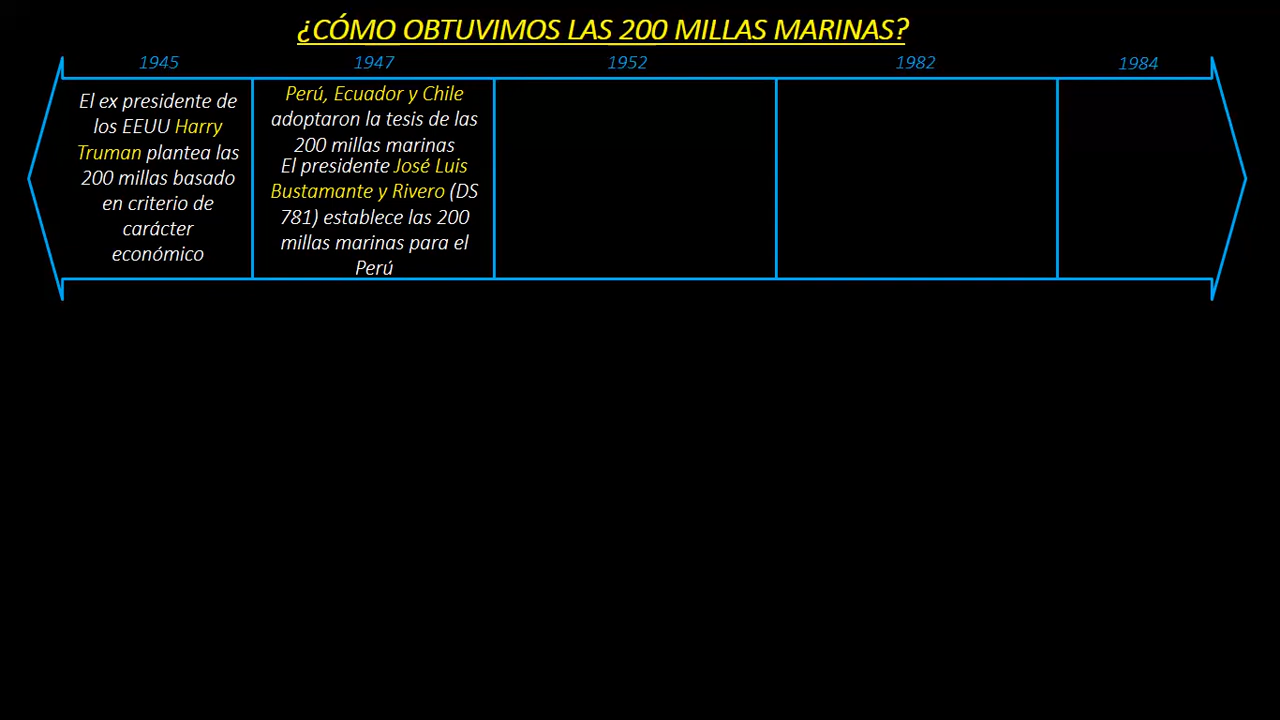 ¿CÓMO OBTUVIMOS LAS 200 MILLAS MARINAS?
1945
1947
1952
1982
1984
El ex presidente de
los EEUU Harry
Truman plantea las
200 millas basado
en criterio de
carácter
económico
Perú, Ecuador y Chile
adoptaron la tesis de las
200 millas marinas
El presidente José Luis
Bustamante y Rivero (DS
781) establece las 200
millas marinas para el
Perú